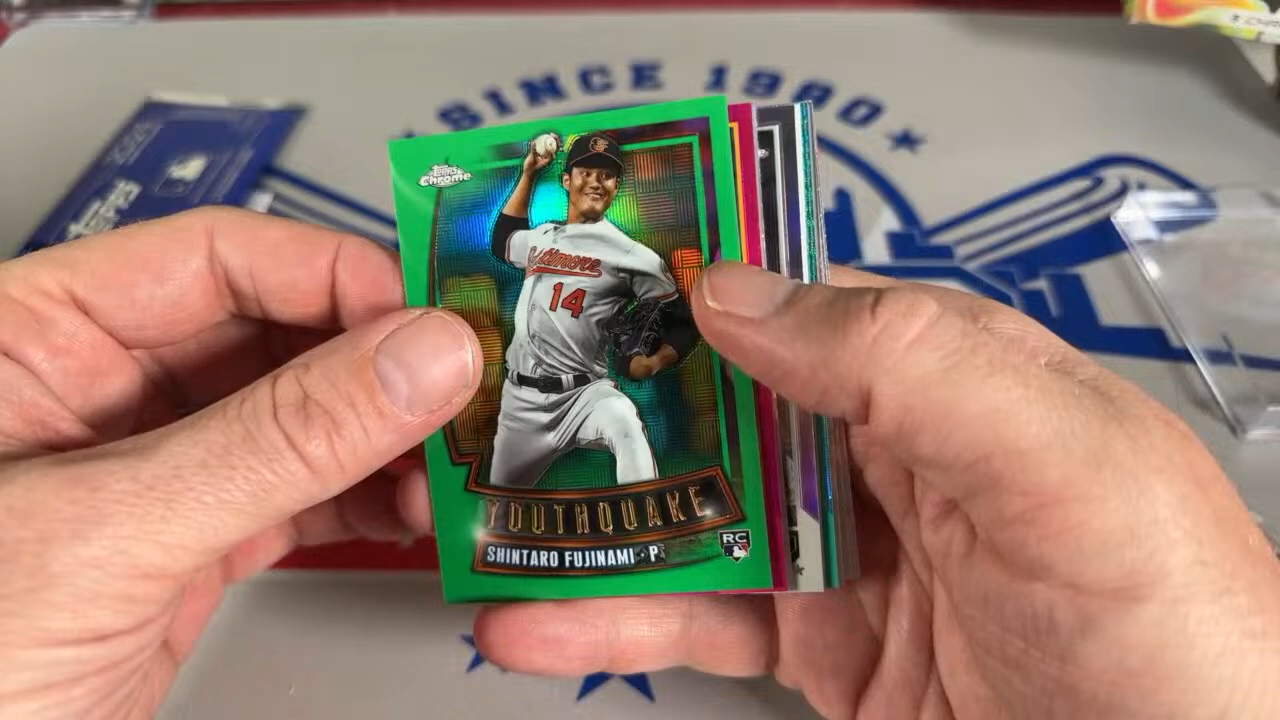 SINCE 1980
Topps
Chrome
Baltimore
14
YOUTHQUAKE
SHINTARO FUJINAMI P
RC